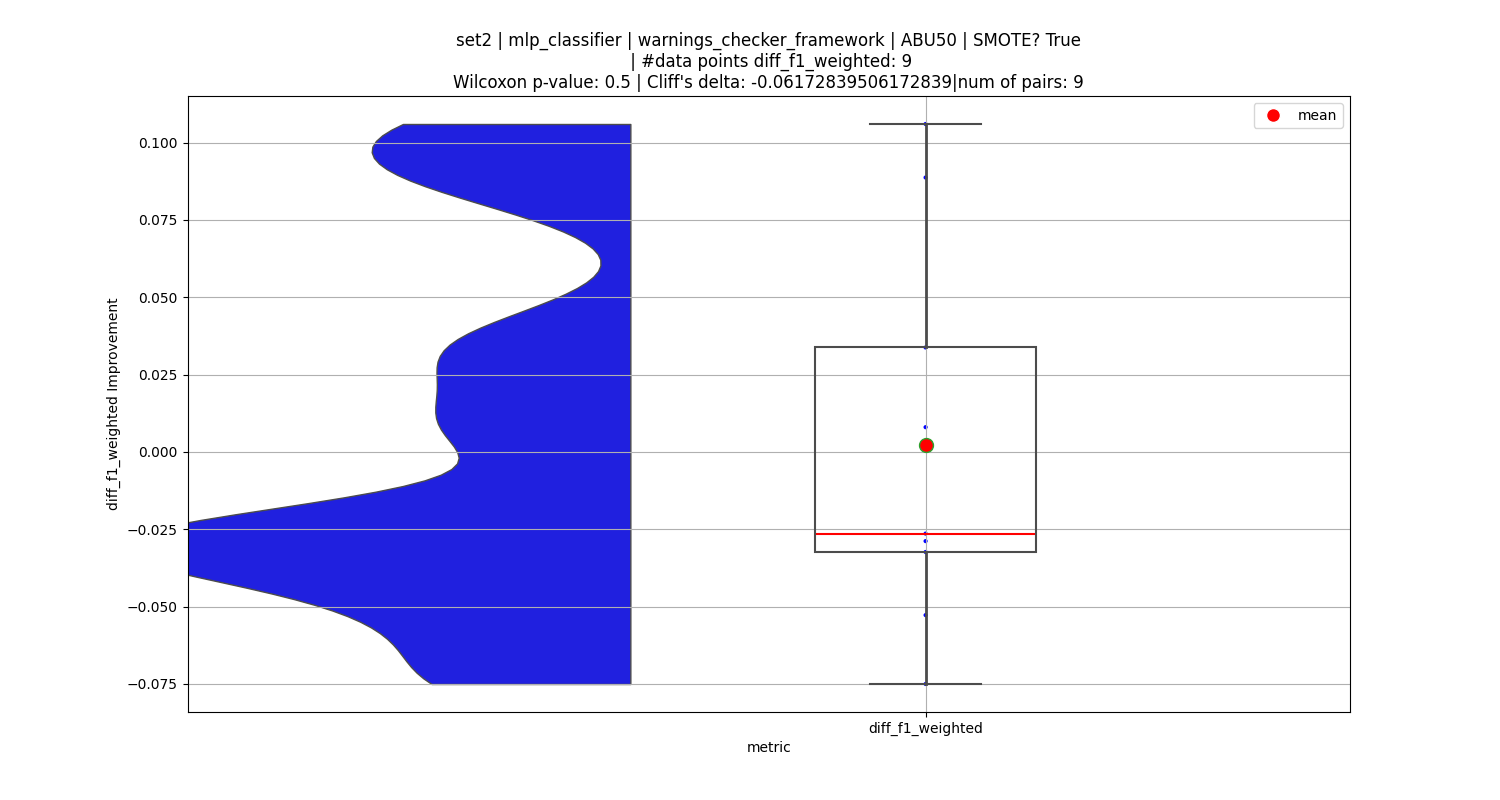 set2 | mlp_classifier | warnings_checker_framework | ABU50 | SMOTE? True
| #data points diff_f1_weighted: 9
Wilcoxon p-value: 0.5 | Cliff's delta: -0.06172839506172839|num of pairs: 9
mean
0.100
0.075
0.050
0.025
0.000
−0.025
−0.050
−0.075
diff_f1_weighted Improvement
diff_f1_weighted
metric